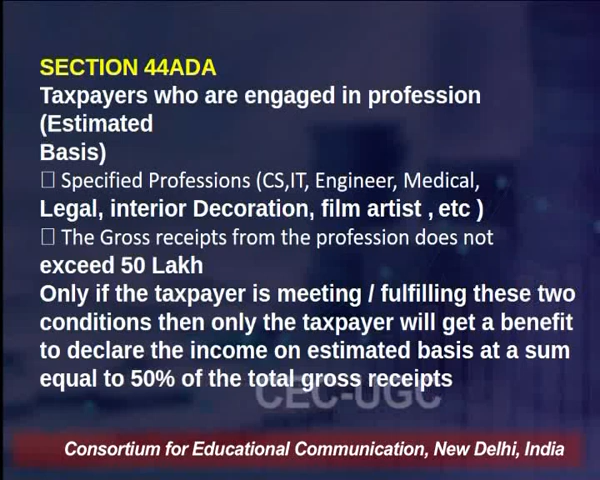 SECTION 44ADA
Taxpayers who are engaged in profession
(Estimated
Basis)
□ Specified Professions (CS,IT, Engineer, Medical,
Legal, interior Decoration, film artist , etc )
□ The Gross receipts from the profession does not
exceed 50 Lakh
Only if the taxpayer is meeting / fulfilling these two
conditions then only the taxpayer will get a benefit
to declare the income on estimated basis at a sum
equal to 50% of the total gross receipts
CEC-UGC
Consortium for Educational Communication, New Delhi, India